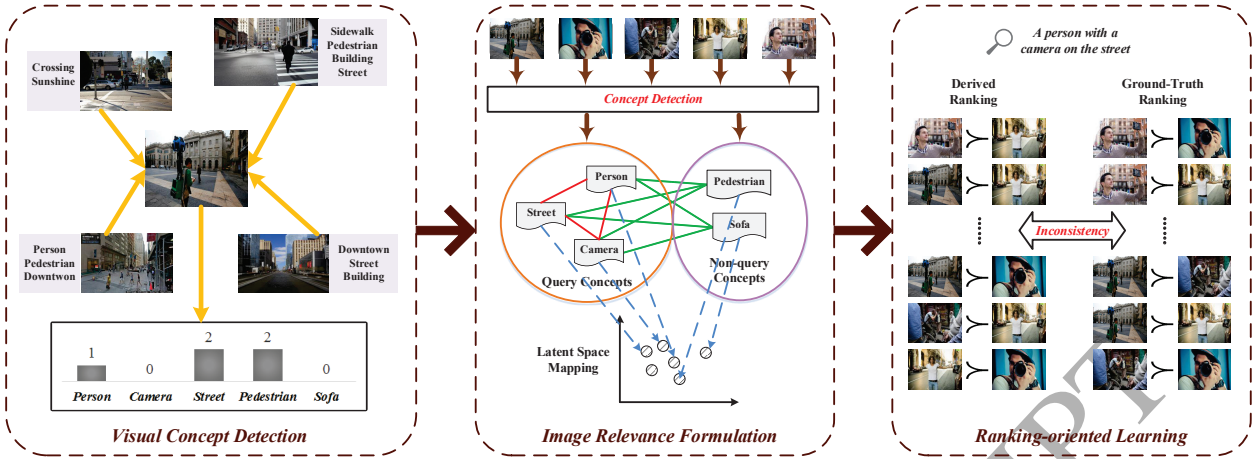 Crossing
Sunshine
Sidewalk
Pedestrian
Building
Street
Person
Pedestrian
Downtwon
Downtown
Street
Building
1
0
2
2
0
Person Camera Street Pedestrian Sofa
Visual Concept Detection
Concept Detection
Person
Pedestrian
Street
Sofa
Camera
Query Concepts
Non-query
Concepts
Latent Space
Mapping
Image Relevance Formulation
A person with a
camera on the street
Derived
Ranking
Ground-Truth
Ranking
Inconsistency
Ranking-oriented Learning